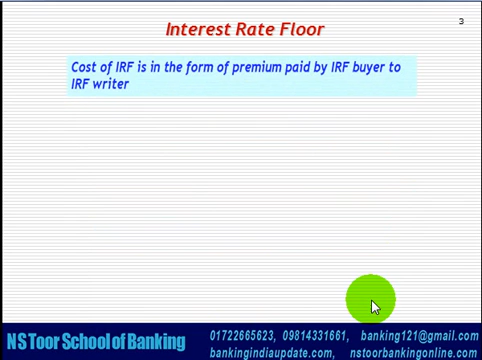 Interest Rate Floor
3
Cost of IRF is in the form of premium paid by IRF buyer to
IRF writer
N S Toor School of Banking
01722665623, 09814331661, banking121@gmail.com
bankingindiaupdate.com, nstoorbankingonline.com